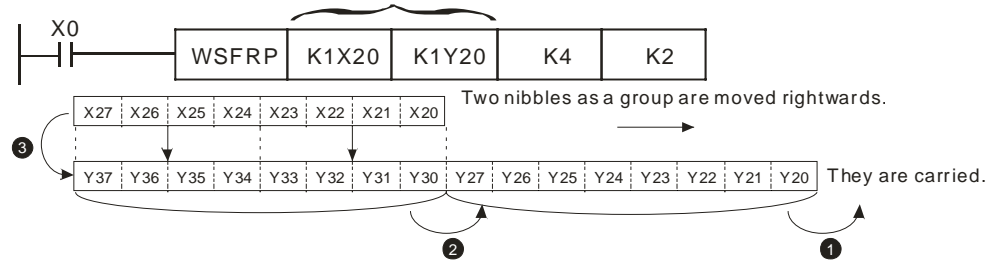 X0
WSFRP K1X20 K1Y20 K4 K2
Two nibbles as a group are moved rightwards.
X27 X26 X25 X24 X23 X22 X21 X20
3
Y37 Y36 Y35 Y34 Y33 Y32 Y31 Y30 Y27 Y26 Y25 Y24 Y23 Y22 Y21 Y20 They are carried.
2 1